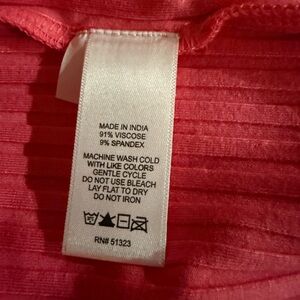 MADE IN INDIA
91% VISCOSE
9% SPANDEX
MACHINE WASH COLD
WITH LIKE COLORS
GENTLE CYCLE
DO NOT USE BLEACH
LAY FLAT TO DRY
DO NOT IRON
RN# 51323